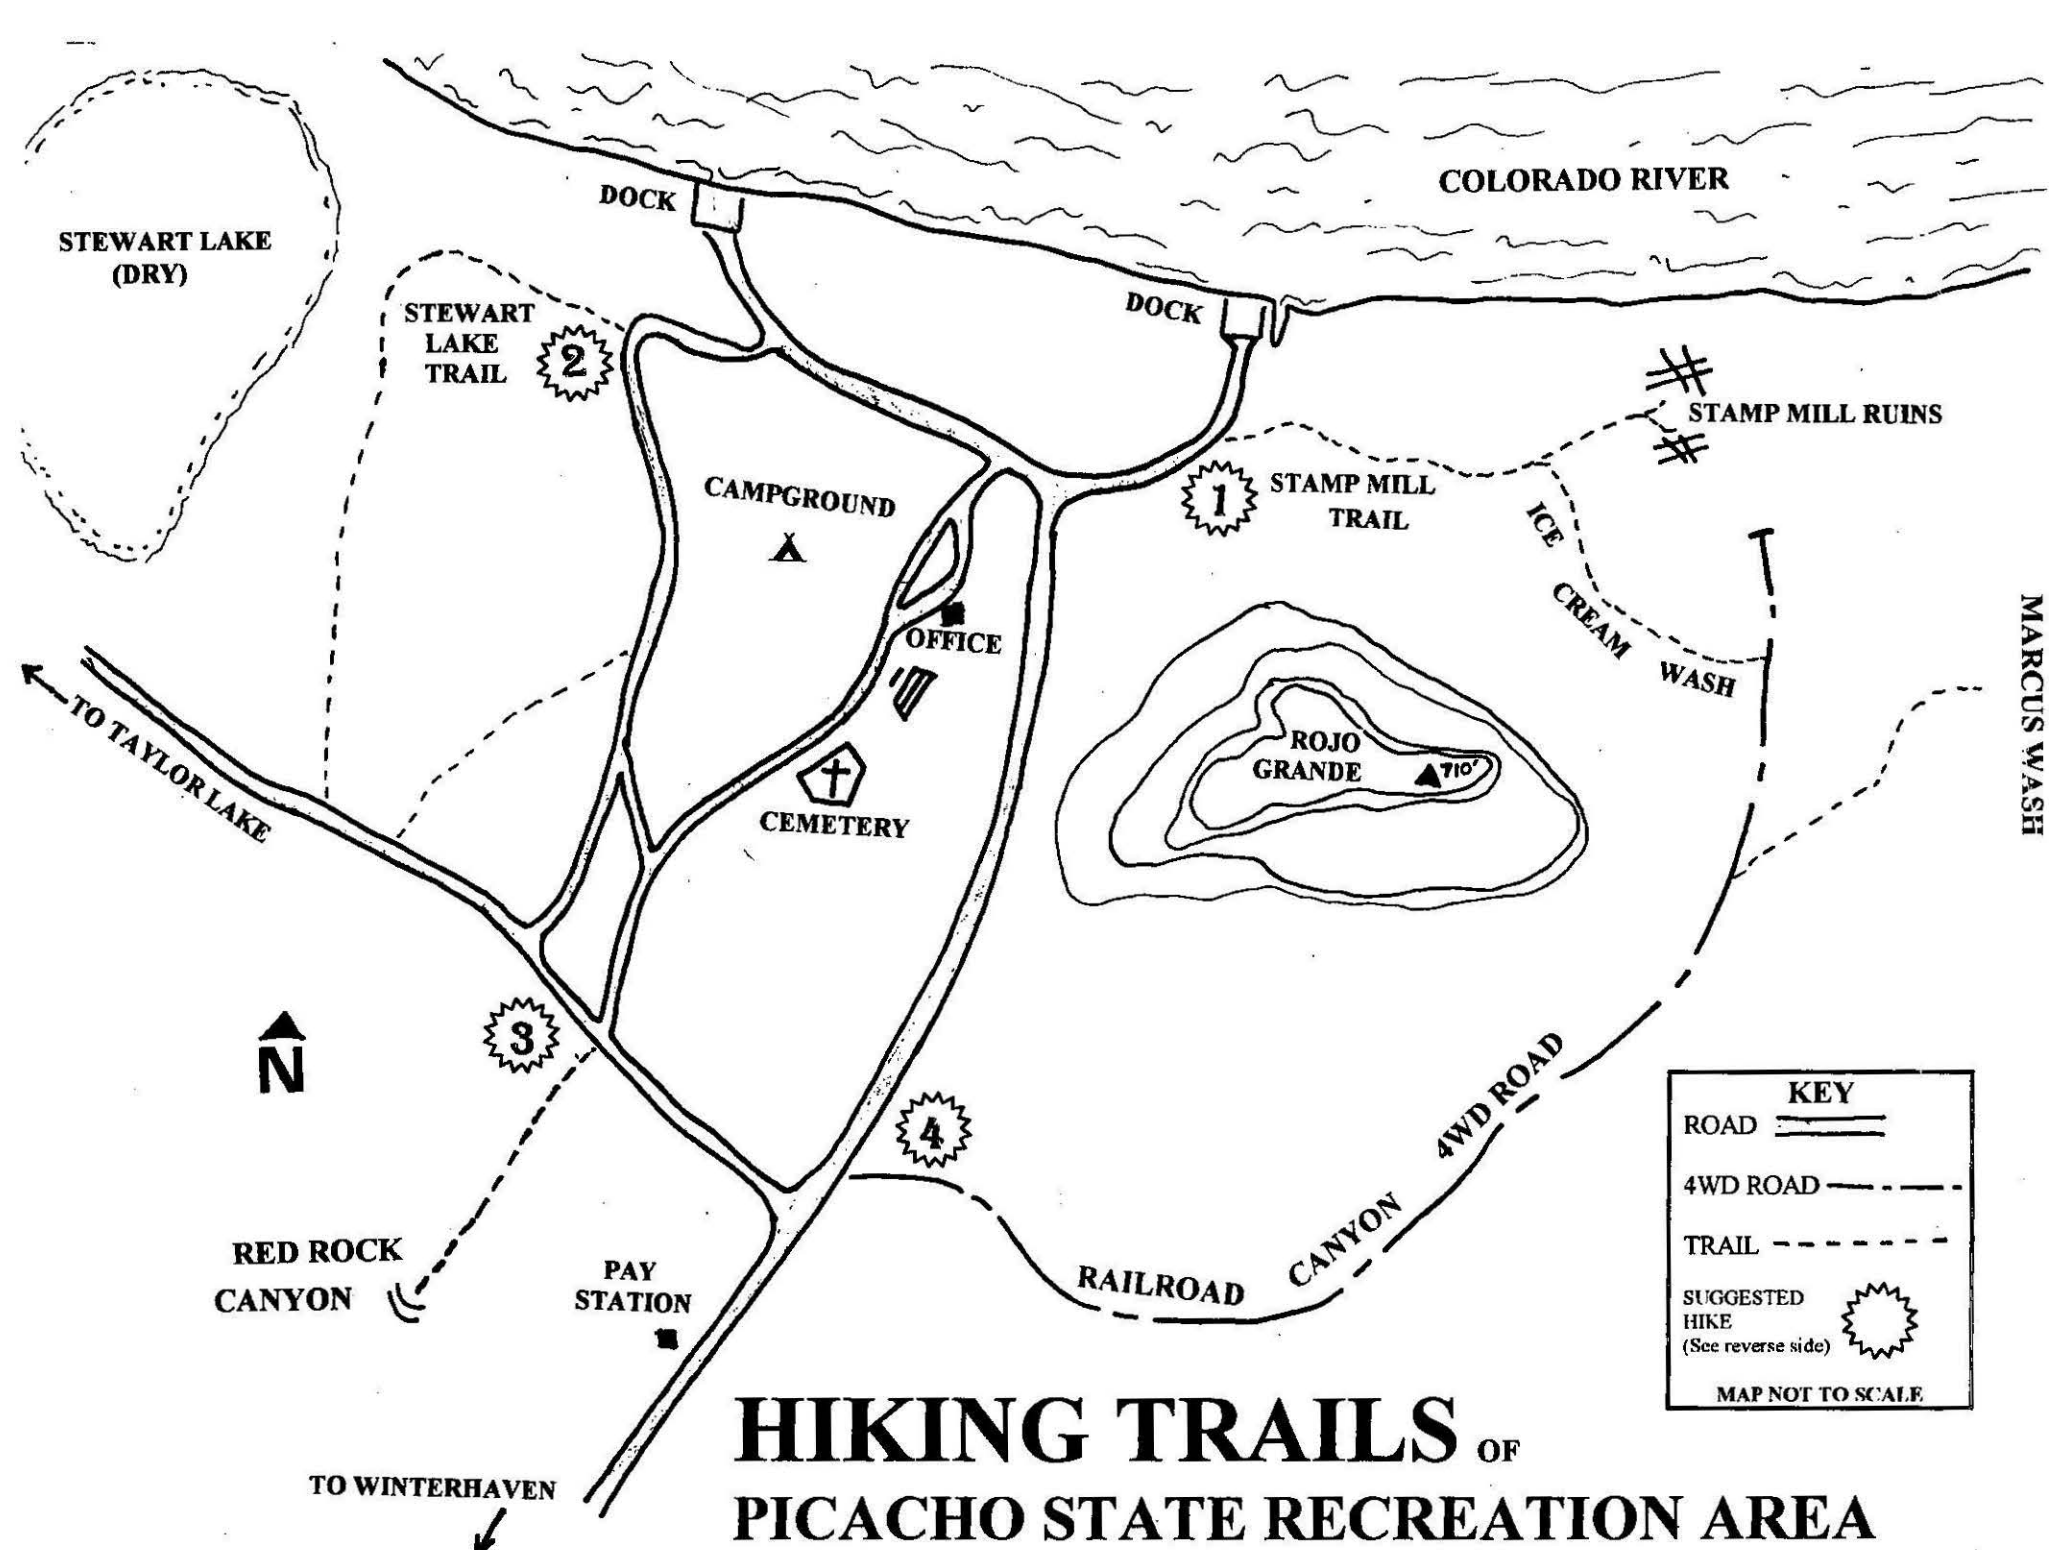 COLORADO RIVER
DOCK
STEWART LAKE
(DRY)
STEWART
LAKE
TRAIL
2
DOCK
STAMP MILL RUINS
1
STAMP MILL
TRAIL
CAMPGROUND
ICE
CREAM
WASH
OFFICE
MARCUS WASH
TO TAYLOR LAKE
ROJO
GRANDE
710'
CEMETERY
3
N
4
RED ROCK
CANYON
PAY
STATION
RAILROAD
CANYON
4WD ROAD
KEY
ROAD
4WD ROAD
TRAIL
SUGGESTED
HIKE
(See reverse side)
MAP NOT TO SCALE
TO WINTERHAVEN
HIKING TRAILS OF
PICACHO STATE RECREATION AREA